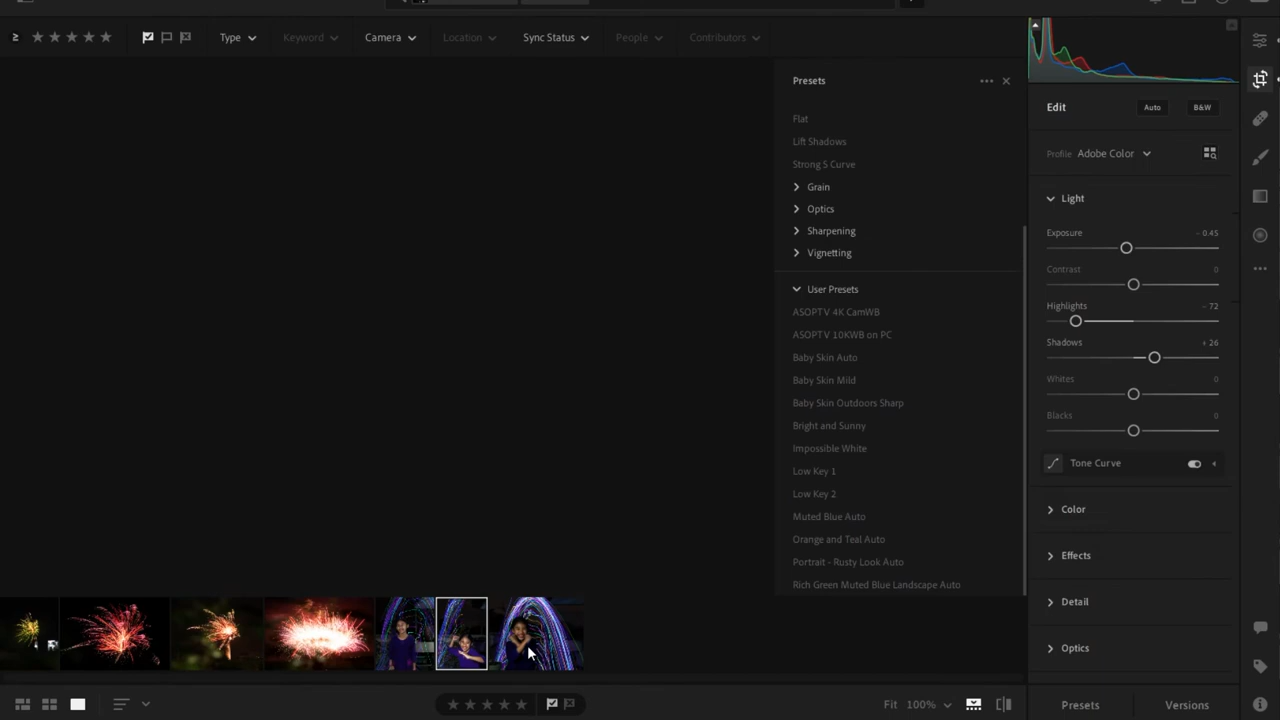 ≥ Type Keyword Camera Location Sync Status People Contributors
Presets
Flat
Lift Shadows
Strong S Curve
Grain
Optics
Sharpening
Vignetting
User Presets
ASOPTV 4K CamWB
ASOPTV 10KWB on PC
Baby Skin Auto
Baby Skin Mild
Baby Skin Outdoors Sharp
Bright and Sunny
Impossible White
Low Key 1
Low Key 2
Muted Blue Auto
Orange and Teal Auto
Portrait - Rusty Look Auto
Rich Green Muted Blue Landscape Auto
Edit Auto B&W
Profile Adobe Color
Light
Exposure - 0.45
Contrast 0
Highlights - 72
Shadows + 26
Whites 0
Blacks 0
Tone Curve
Color
Effects
Detail
Optics
Fit 100%
Presets Versions